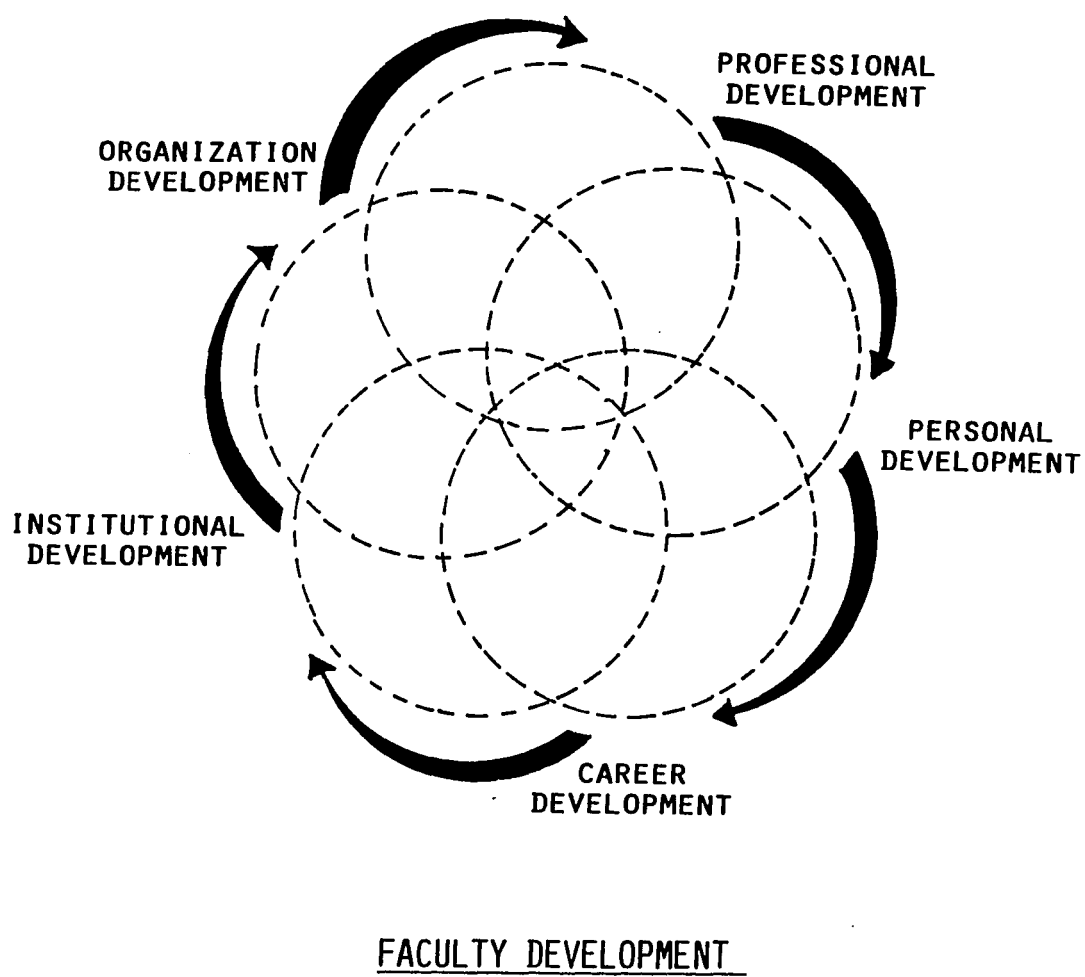 PROFESSIONAL
DEVELOPMENT
ORGANIZATION
DEVELOPMENT
PERSONAL
DEVELOPMENT
INSTITUTIONAL
DEVELOPMENT
CAREER
DEVELOPMENT
FACULTY DEVELOPMENT